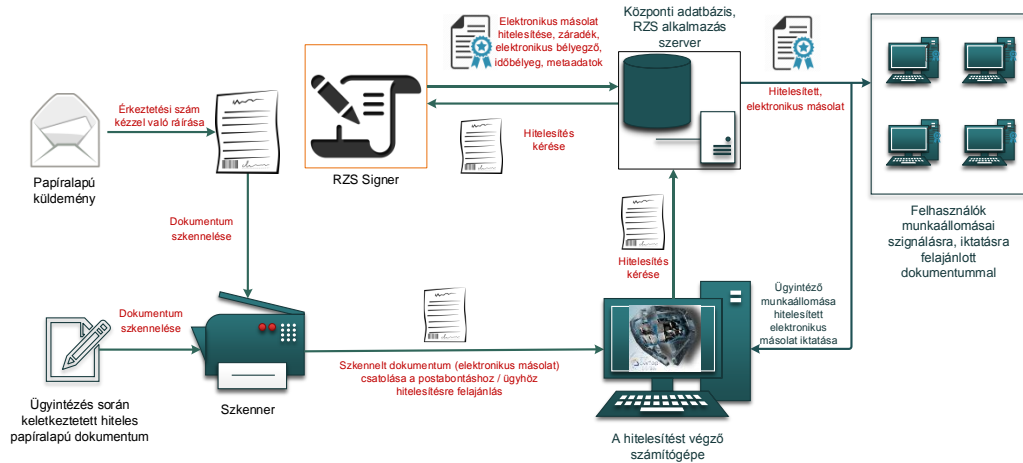 Elektronikus másolat
hitelesítése, záradék,
elektronikus bélyegző,
időbélyeg, metaadatok
Központi adatbázis,
RZS alkalmazás
szerver
Érkeztetési szám
kézzel való ráírása
Hitelesített,
elektronikus másolat
Hitelesítés
kérése
Papíralapú
küldemény
RZS Signer
Dokumentum
szkennelése
Felhasználók
munkaállomásai
szignálásra, iktatásra
felajánlott
dokumentummal
Hitelesítés
kérése
Dokumentum
szkennelése
Ügyintéző
munkaállomása
hitelesített
elektronikus
másolat iktatása
Szkennelt dokumentum (elektronikus másolat)
csatolása a postabontáshoz / ügyhöz
hitelesítésre felajánlás
Ügyintézés során
keletkeztetett hiteles
papíralapú dokumentum
Szkenner
A hitelesítést végző
számítógépe